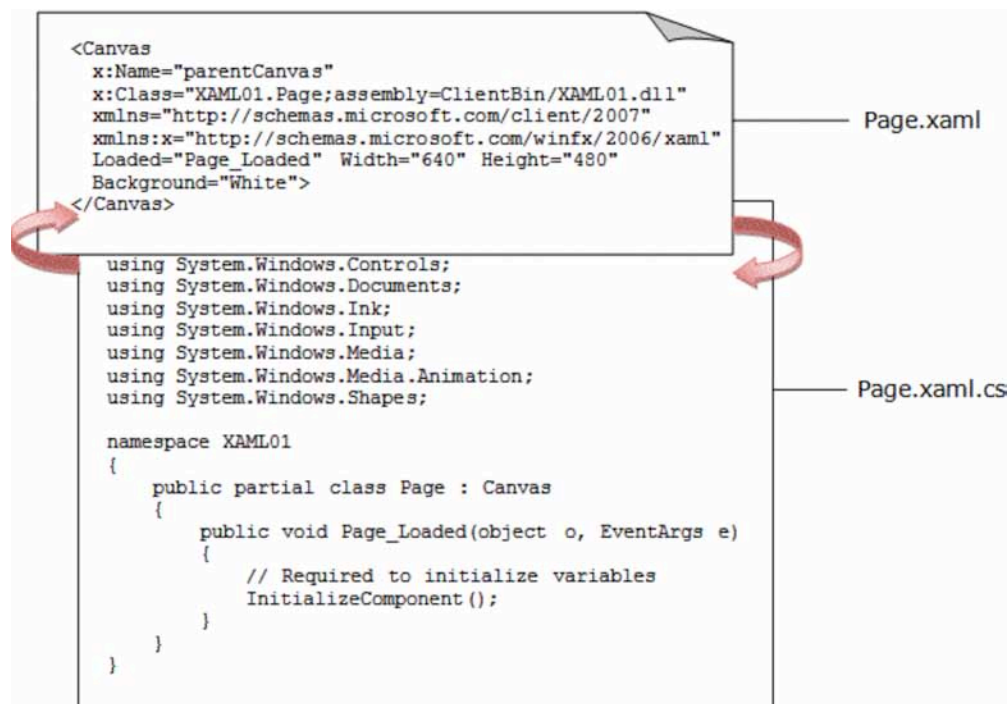 <Canvas
x:Name="parentCanvas"
x:Class="XAML01.Page;assembly=ClientBin/XAML01.dll"
xmlns="http://schemas.microsoft.com/client/2007"
xmlns:x="http://schemas.microsoft.com/winfx/2006/xaml"
Loaded="Page_Loaded" Width="640" Height="480"
Background="White">
</Canvas>
Page.xaml
using System.Windows.Controls;
using System.Windows.Documents;
using System.Windows.Ink;
using System.Windows.Input;
using System.Windows.Media;
using System.Windows.Media.Animation;
using System.Windows.Shapes;
namespace XAML01
{
public partial class Page : Canvas
{
public void Page_Loaded(object o, EventArgs e)
{
// Required to initialize variables
InitializeComponent();
}
}
}
Page.xaml.cs